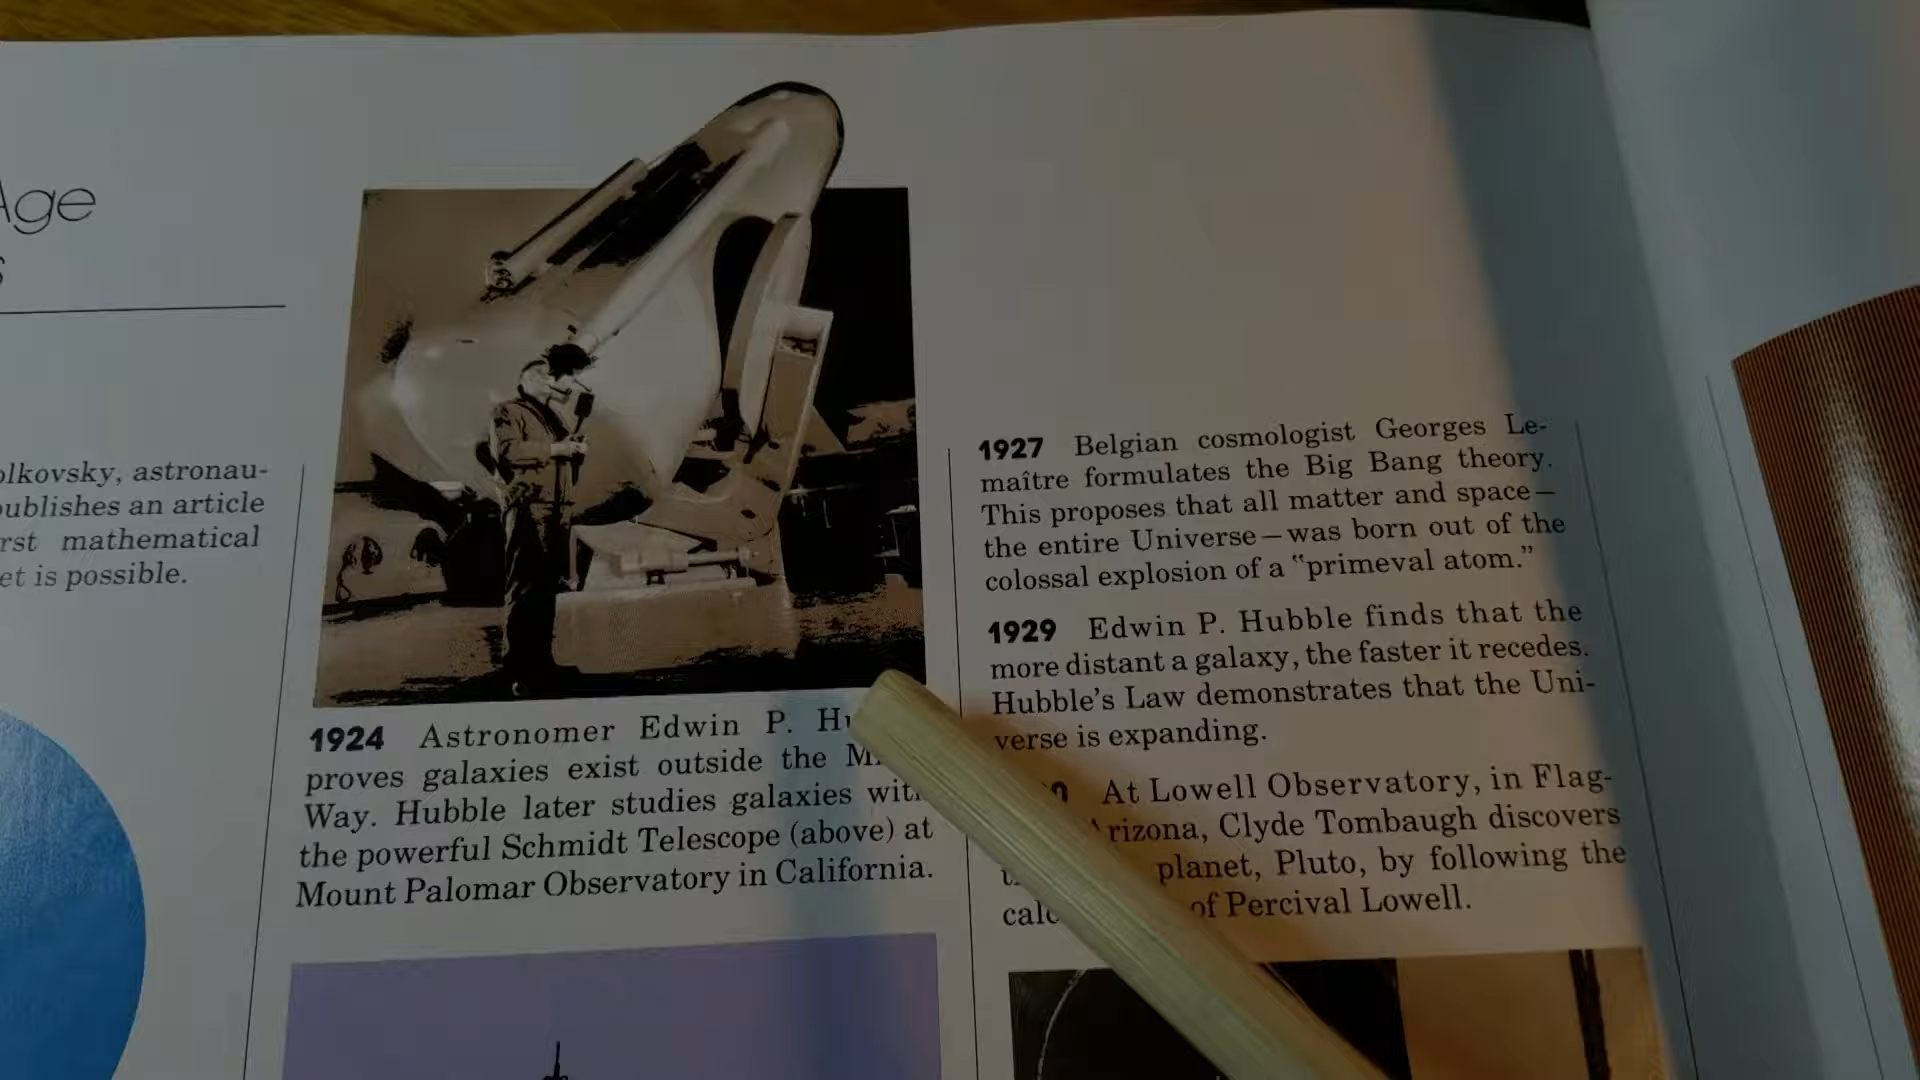 Age
olkovsky, astronau-
publishes an article
rst mathematical
et is possible.
1924 Astronomer Edwin P.
proves galaxies exist outside the
Way. Hubble later studies galaxies
the powerful Schmidt Telescope (above) at
Mount Palomar Observatory in California.
1927 Belgian cosmologist Georges Le-
maître formulates the Big Bang theory.
This proposes that all matter and space—
the entire Universe—was born out of the
colossal explosion of a "primeval atom."
1929 Edwin P. Hubble finds that the
more distant a galaxy, the faster it recedes.
Hubble's Law demonstrates that the Uni-
verse is expanding.
At Lowell Observatory, in Flag-
rizona, Clyde Tombaugh discovers
planet, Pluto, by following the
of Percival Lowell.